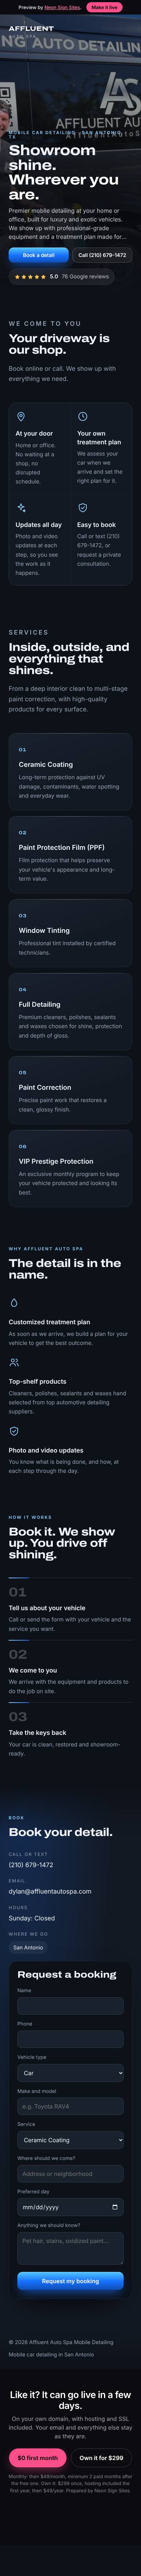 Preview by Neon Sign Sites.
Make it live
AFFLUENT
MOBILE CAR DETAILING · SAN ANTONIO,
TX
Showroom
shine.
Wherever you
are.
Premium mobile detailing at your home or
office, built for luxury and exotic vehicles.
We show up with professional-grade
equipment and a treatment plan made for…
Book a detail
Call (210) 679-1472
5.0 76 Google reviews
WE COME TO YOU
Your driveway is
our shop.
Book online or call. We show up with
everything we need.
At your door
Home or office.
No waiting at a
shop, no
disrupted
schedule.
Your own
treatment plan
We assess your
car when we
arrive and set the
right plan for it.
Updates all day
Photo and video
updates at each
step, so you see
the work as it
happens.
Easy to book
Call or text (210)
679-1472, or
request a private
consultation.
SERVICES
Inside, outside, and
everything that
shines.
From a deep interior clean to multi-stage
paint correction, with high-quality
products for every surface.
01
Ceramic Coating
Long-term protection against UV
damage, contaminants, water spotting
and everyday wear.
02
Paint Protection Film (PPF)
Film protection that helps preserve
your vehicle's appearance and long-
term value.
03
Window Tinting
Professional tint installed by certified
technicians.
04
Full Detailing
Premium cleaners, polishes, sealants
and waxes chosen for shine, protection
and depth of gloss.
05
Paint Correction
Precise paint work that restores a
clean, glossy finish.
06
VIP Prestige Protection
An exclusive monthly program to keep
your vehicle protected and looking its
best.
WHY AFFLUENT AUTO SPA
The detail is in the
name.
Customized treatment plan
As soon as we arrive, we build a plan for your
vehicle to get the best outcome.
Top-shelf products
Cleaners, polishes, sealants and waxes hand
selected from top automotive detailing
suppliers.
Photo and video updates
You know what is being done, and how, at
each step through the day.
HOW IT WORKS
Book it. We show
up. You drive off
shining.
01
Tell us about your vehicle
Call or send the form with your vehicle and the
service you want.
02
We come to you
We arrive with the equipment and products to
do the job on site.
03
Take the keys back
Your car is clean, restored and showroom-
ready.
BOOK
Book your detail.
CALL OR TEXT
(210) 679-1472
EMAIL
dylan@affluentautospa.com
HOURS
Sunday: Closed
WHERE WE GO
San Antonio
Request a booking
Name
Phone
Vehicle type
Car
Make and model
e.g. Toyota RAV4
Service
Ceramic Coating
Where should we come?
Address or neighborhood
Preferred day
mm/dd/yyyy
Anything we should know?
Pet hair, stains, oxidized paint…
Request my booking
© 2026 Affluent Auto Spa Mobile Detailing
Mobile car detailing in San Antonio
Like it? It can go live in a few
days.
On your own domain, with hosting and SSL
included. Your email and everything else stay
as they are.
$0 first month
Own it for $299
Monthly: then $49/month, minimum 2 paid months after
the free one. Own it: $299 once, hosting included the
first year, then $49/year. Prepared by Neon Sign Sites.